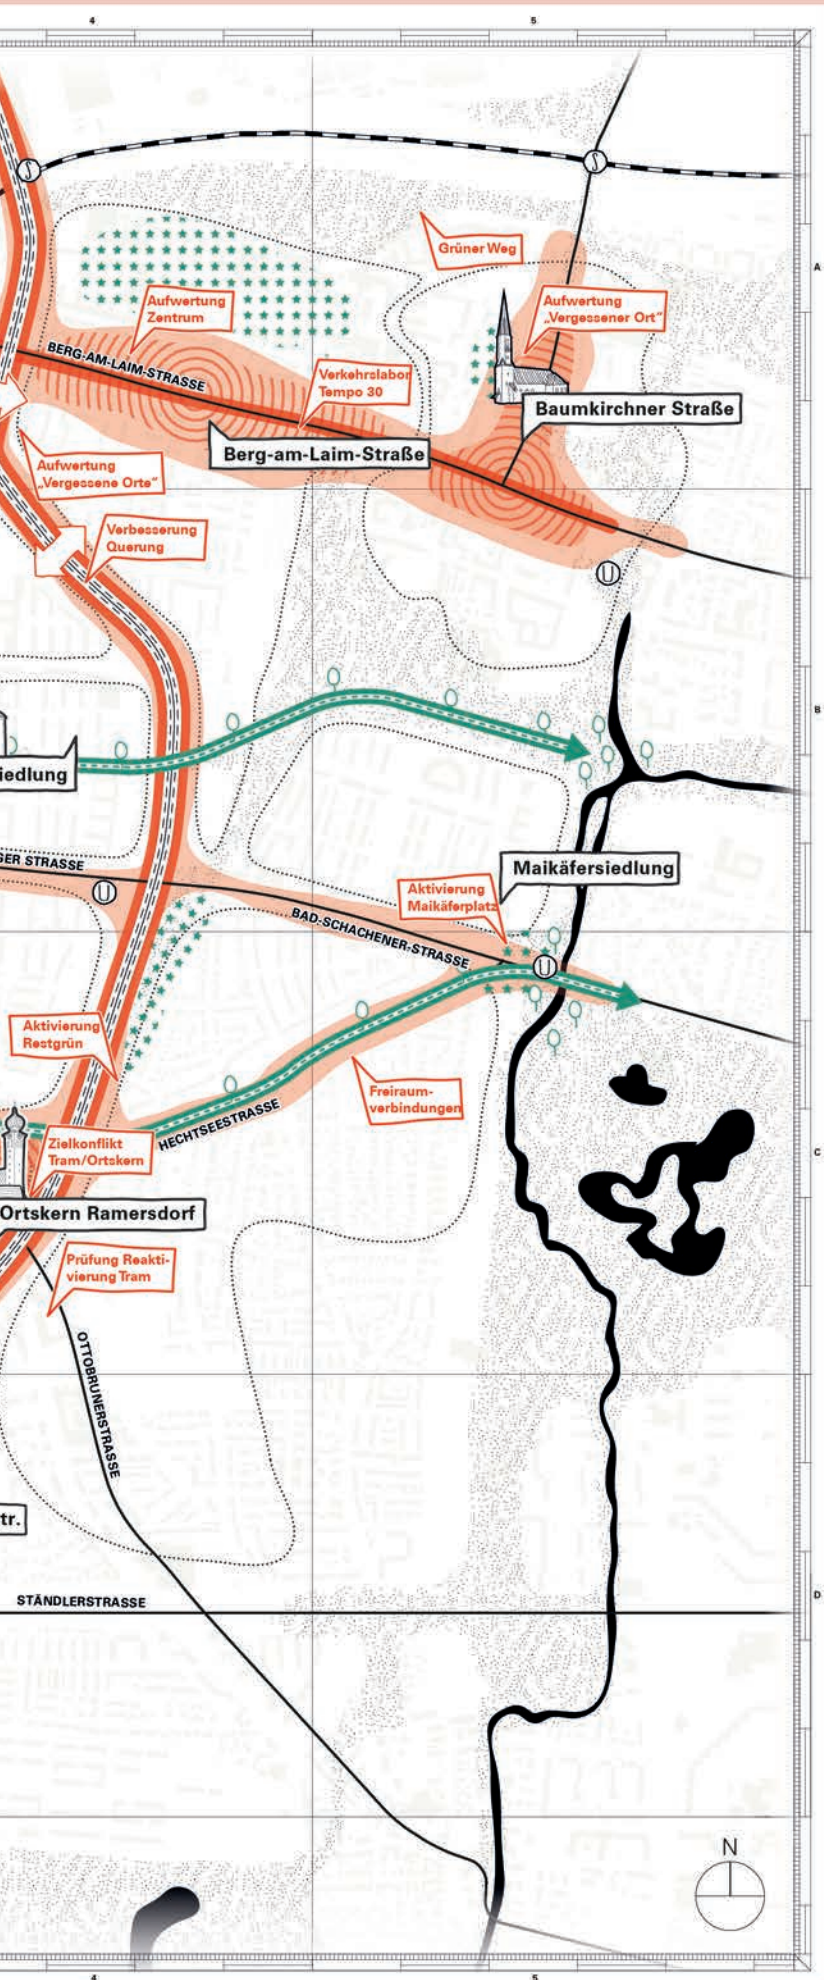 4
5
S
S
Grüner Weg
A
Aufwertung
Zentrum
Aufwertung
„Vergessener Ort“
BERG-AM-LAIM-STRASSE
Verkehrslabor
Tempo 30
Baumkirchner Straße
Berg-am-Laim-Straße
Aufwertung
„Vergessene Orte“
Verbesserung
Querung
U
B
iedlung
GER STRASSE
U
Maikäfersiedlung
Aktivierung
Maikäferplatz
BAD-SCHACHENER-STRASSE
U
Aktivierung
Restgrün
Freiraum-
verbindungen
HECHTSEESTRASSE
Zielkonflikt
Tram/Ortskern
C
Ortskern Ramersdorf
Prüfung Reakti-
vierung Tram
OTTOBRUNERSTRASSE
tr.
STÄNDLERSTRASSE
D
N
4
5